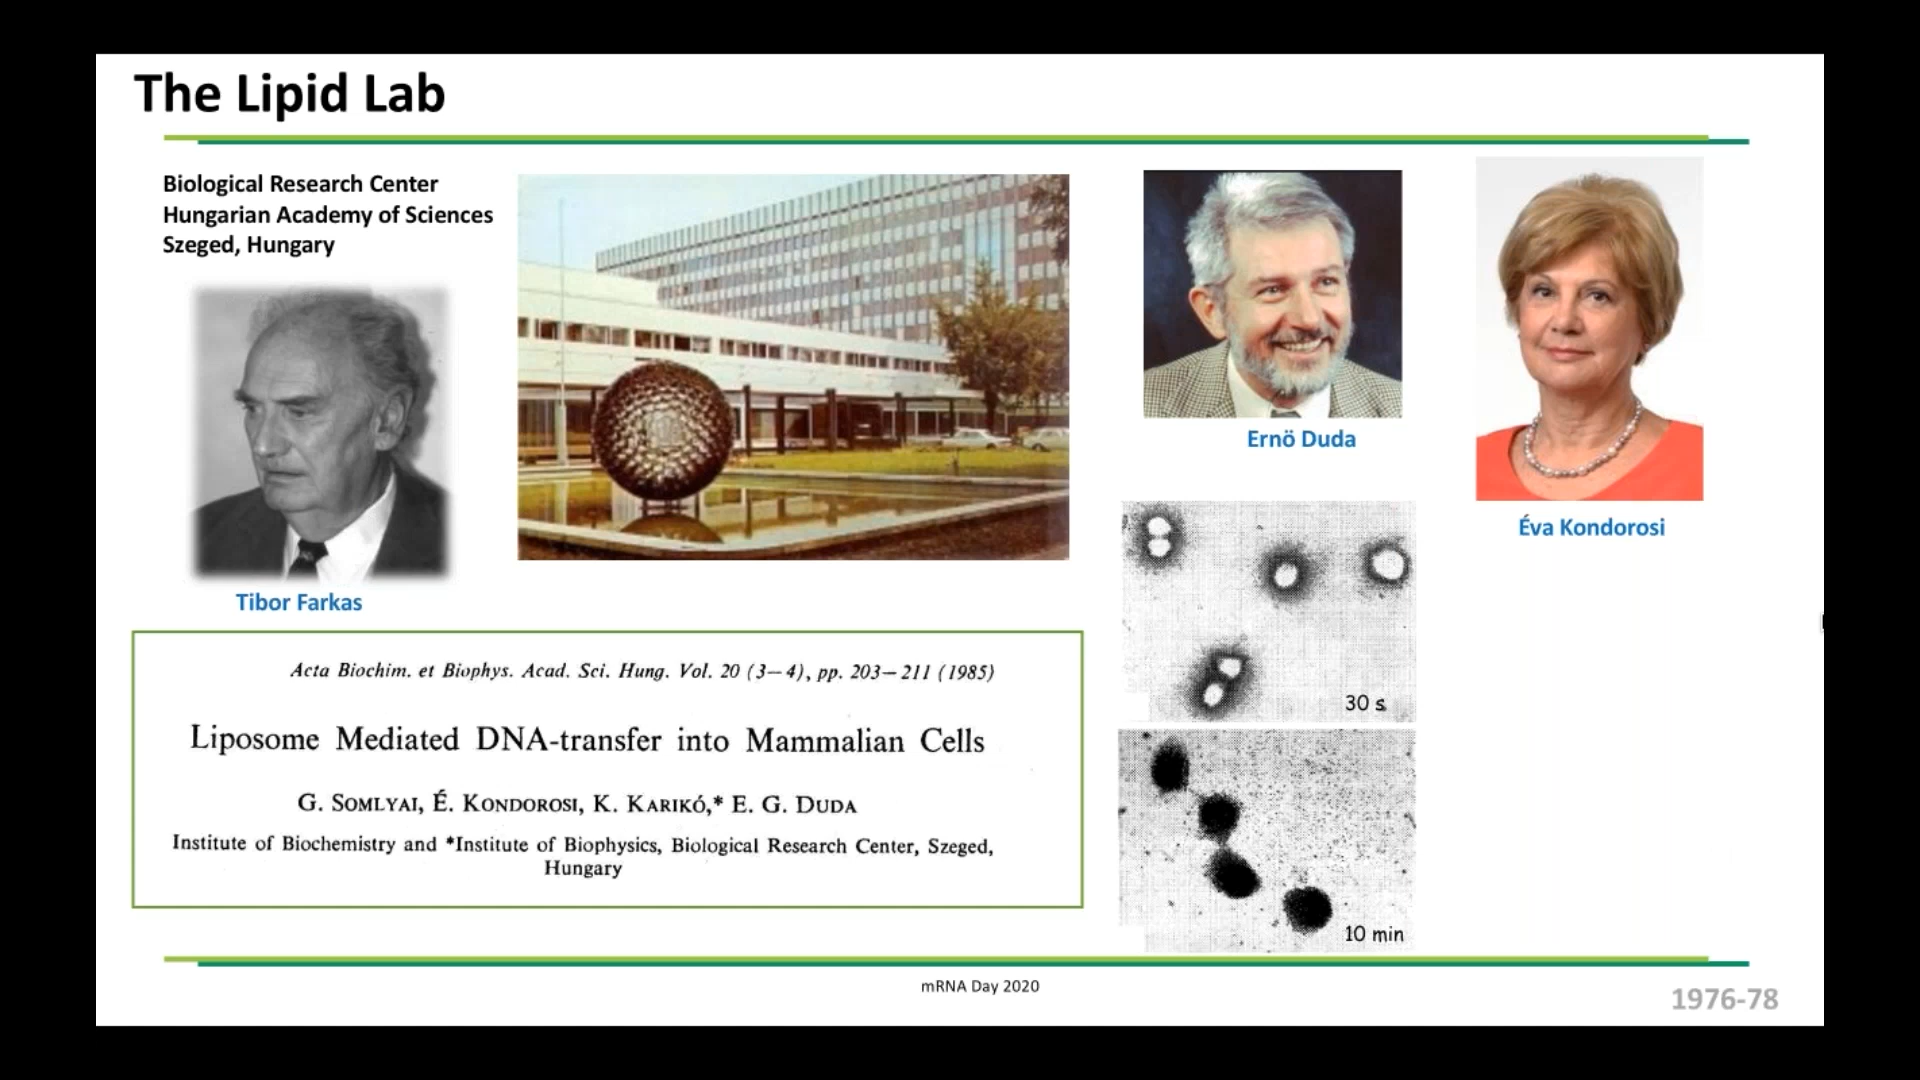 The Lipid Lab
Biological Research Center
Hungarian Academy of Sciences
Szeged, Hungary
Tibor Farkas
Ernö Duda
Éva Kondorosi
Acta Biochim. et Biophys. Acad. Sci. Hung. Vol. 20 (3—4), pp. 203—211 (1985)
Liposome Mediated DNA-transfer into Mammalian Cells
G. SOMLYAI, É. KONDOROSI, K. KARIKÓ,* E. G. DUDA
Institute of Biochemistry and *Institute of Biophysics, Biological Research Center, Szeged,
Hungary
30 s
10 min
mRNA Day 2020
1976-78